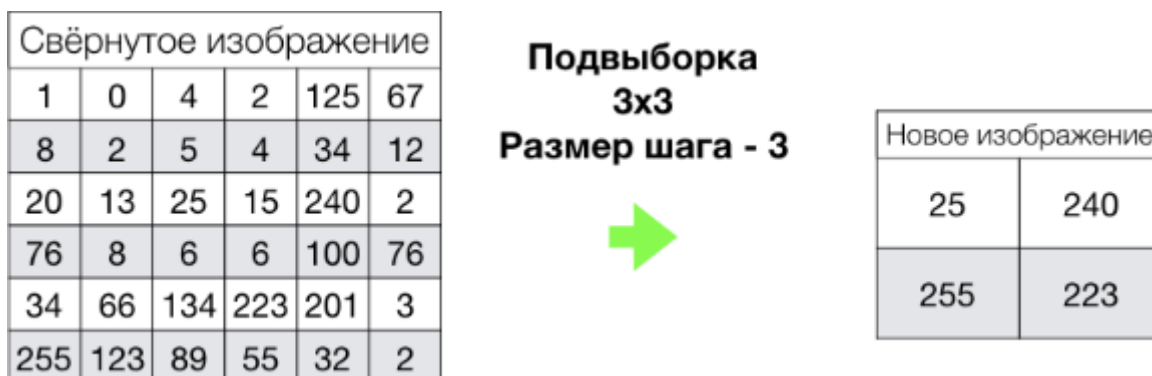 Свёрнутое изображение
1 0 4 2 125 67
8 2 5 4 34 12
20 13 25 15 240 2
76 8 6 6 100 76
34 66 134 223 201 3
255 123 89 55 32 2
Подвыборка
3x3
Размер шага - 3
Новое изображение
25 240
255 223